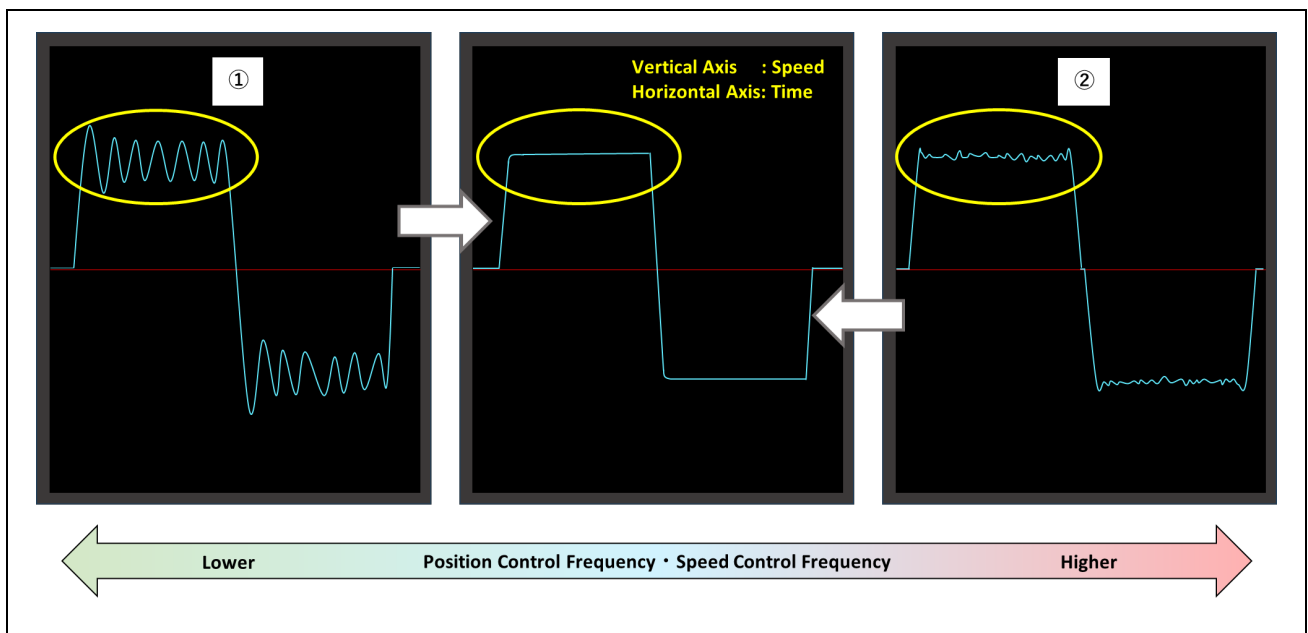 ①
Vertical Axis : Speed
Horizontal Axis: Time
②
Lower
Position Control Frequency・Speed Control Frequency
Higher